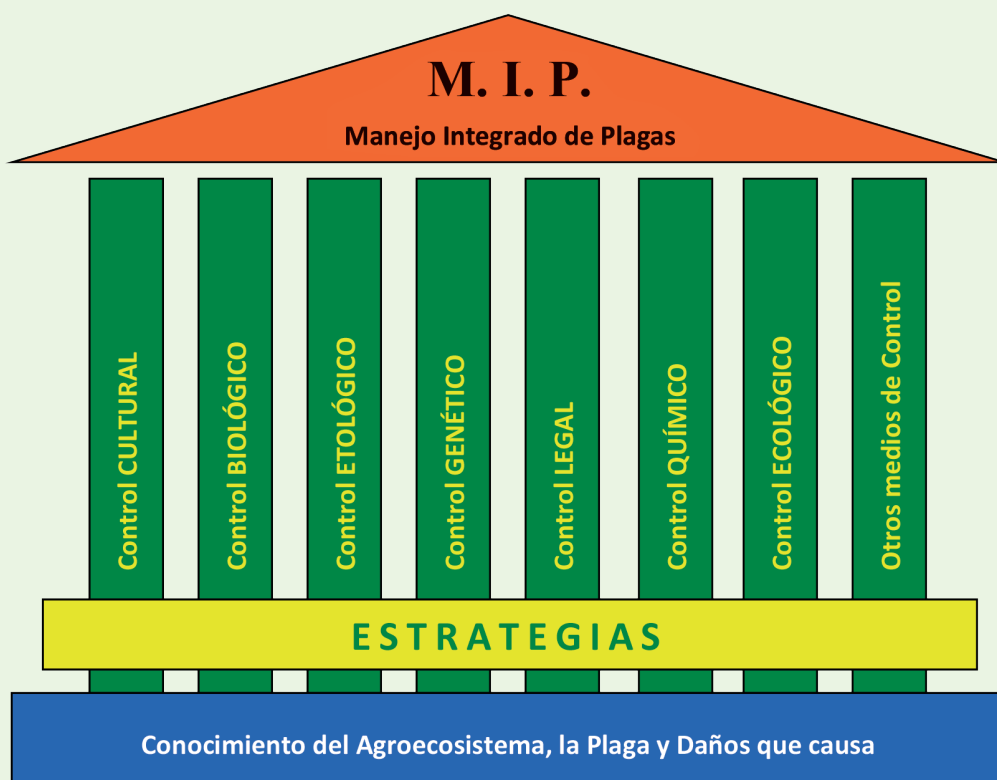 M. I. P.
Manejo Integrado de Plagas
Control CULTURAL
Control BIOLÓGICO
Control ETOLÓGICO
Control GENÉTICO
Control LEGAL
Control QUÍMICO
Control ECOLÓGICO
Otros medios de Control
ESTRATEGIAS
Conocimiento del Agroecosistema, la Plaga y Daños que causa